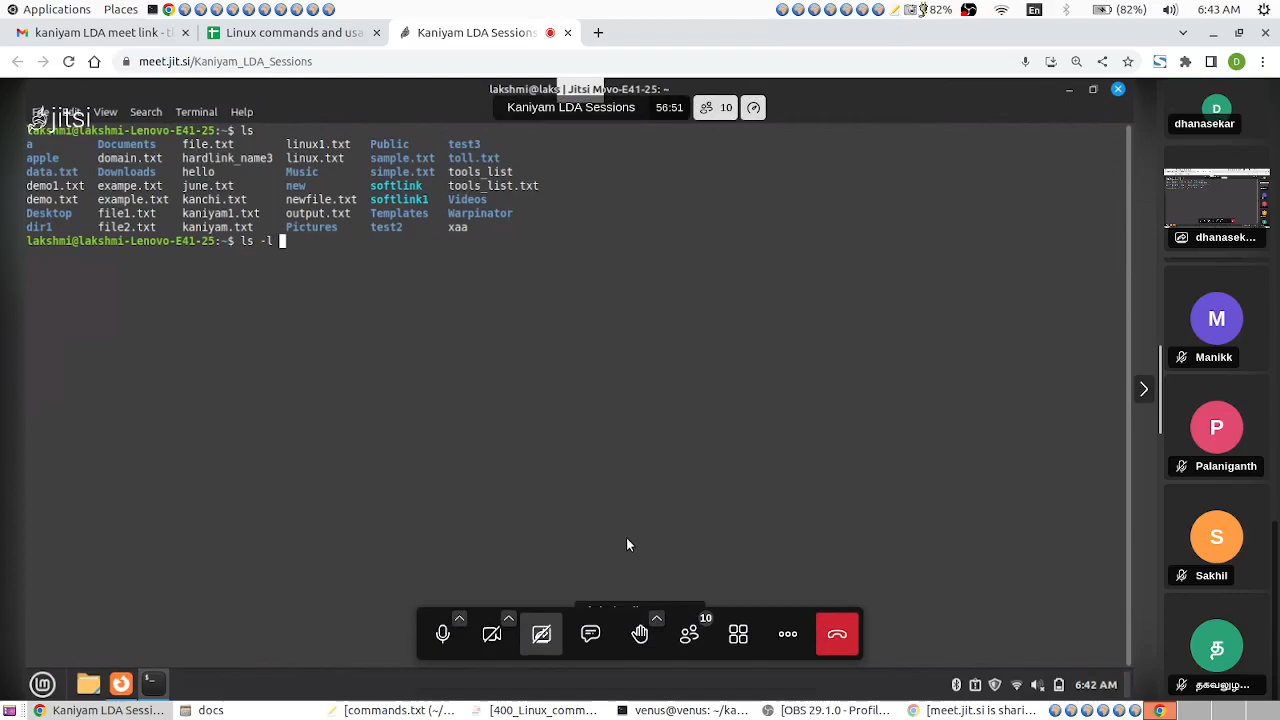 Applications Places 82% En (82%) 6:43 AM
kaniyam LDA meet link - t Linux commands and usa Kaniyam LDA Sessions
meet.jit.si/Kaniyam_LDA_Sessions D
lakshmi@laks | Jitsi M ovo-E41-25: ~
Kaniyam LDA Sessions 56:51 10
jitsi View Search Terminal Help
lakshmi@lakshmi-Lenovo-E41-25:~$ ls
a Documents file.txt linux1.txt Public test3
apple domain.txt hardlink_name3 linux.txt sample.txt toll.txt
data.txt Downloads hello Music simple.txt tools_list
demo1.txt exampe.txt june.txt new softlink tools_list.txt
demo.txt example.txt kanchi.txt newfile.txt softlink1 Videos
Desktop file1.txt kaniyam1.txt output.txt Templates Warpinator
dir1 file2.txt kaniyam.txt Pictures test2 xaa
lakshmi@lakshmi-Lenovo-E41-25:~$ ls -l
D
dhanasekar
dhanasek...
M
Manikk
P
Palaniganth
S
Sakhil
த
தகவலுழ...
10
6:42 AM
Kaniyam LDA Sessi... docs [commands.txt (~/... [400_Linux_comm... venus@venus: ~/ka... [OBS 29.1.0 - Profil... [meet.jit.si is shari...